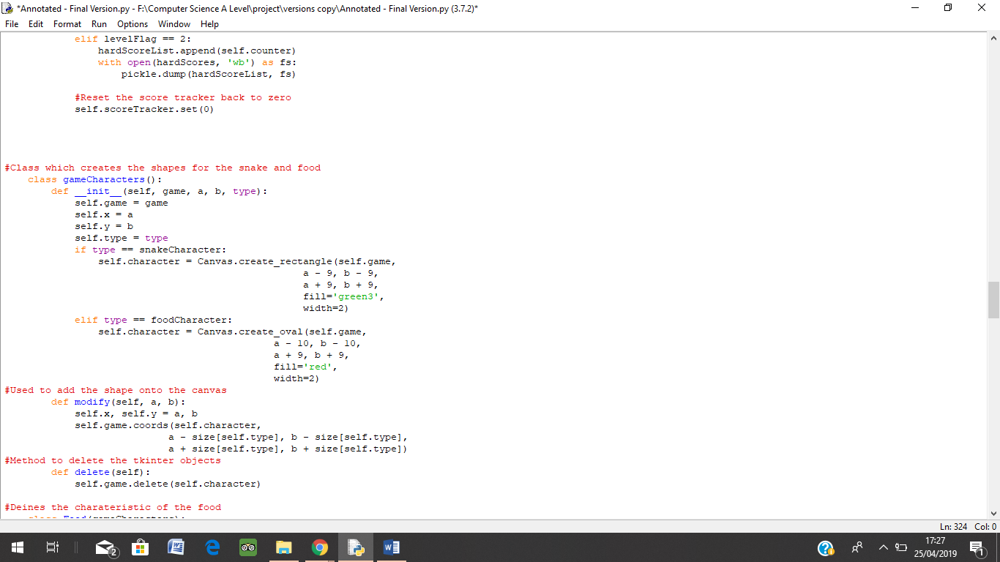 *Annotated - Final Version.py - F:\Computer Science A Level\project\versions copy\Annotated - Final Version.py (3.7.2)*
File Edit Format Run Options Window Help
            elif levelFlag == 2:
                hardScoreList.append(self.counter)
                with open(hardScores, 'wb') as fs:
                    pickle.dump(hardScoreList, fs)

            #Reset the score tracker back to zero
            self.scoreTracker.set(0)

#Class which creates the shapes for the snake and food
    class gameCharacters():
        def __init__(self, game, a, b, type):
            self.game = game
            self.x = a
            self.y = b
            self.type = type
            if type == snakeCharacter:
                self.character = Canvas.create_rectangle(self.game,
                                                   a - 9, b - 9,
                                                   a + 9, b + 9,
                                                   fill='green3',
                                                   width=2)
            elif type == foodCharacter:
                self.character = Canvas.create_oval(self.game,
                                              a - 10, b - 10,
                                              a + 9, b + 9,
                                              fill='red',
                                              width=2)
#Used to add the shape onto the canvas
        def modify(self, a, b):
            self.x, self.y = a, b
            self.game.coords(self.character,
                            a - size[self.type], b - size[self.type],
                            a + size[self.type], b + size[self.type])
#Method to delete the tkinter objects
        def delete(self):
            self.game.delete(self.character)

#Deines the charateristic of the food
    class Food(gameCharacters):
Ln: 324 Col: 0
2
17:27
25/04/2019
1